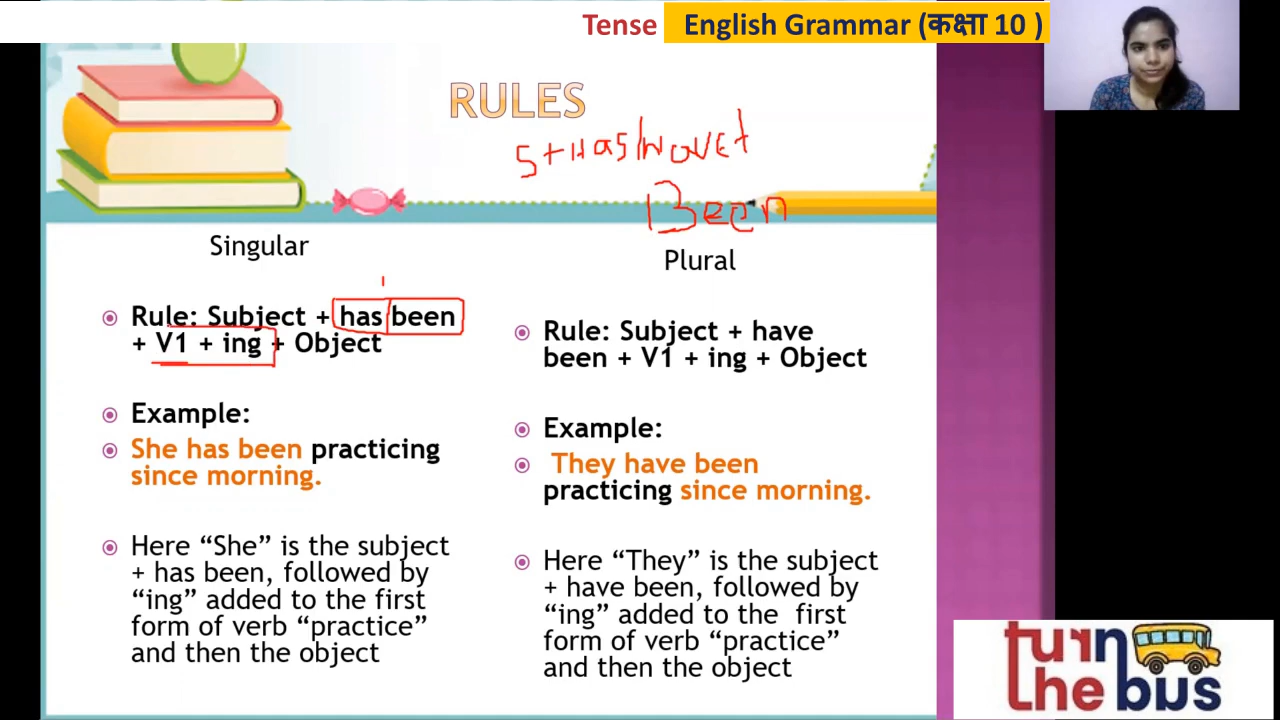 Tense English Grammar (कक्षा 10 )
RULES
S+Has/Have+
Been
Singular
Rule: Subject + has been
+ V1 + ing + Object
Example:
She has been practicing
since morning.
Here “She” is the subject
+ has been, followed by
“ing” added to the first
form of verb “practice”
and then the object
Plural
Rule: Subject + have
been + V1 + ing + Object
Example:
They have been
practicing since morning.
Here “They” is the subject
+ have been, followed by
“ing” added to the first
form of verb “practice”
and then the object
turn
the bus